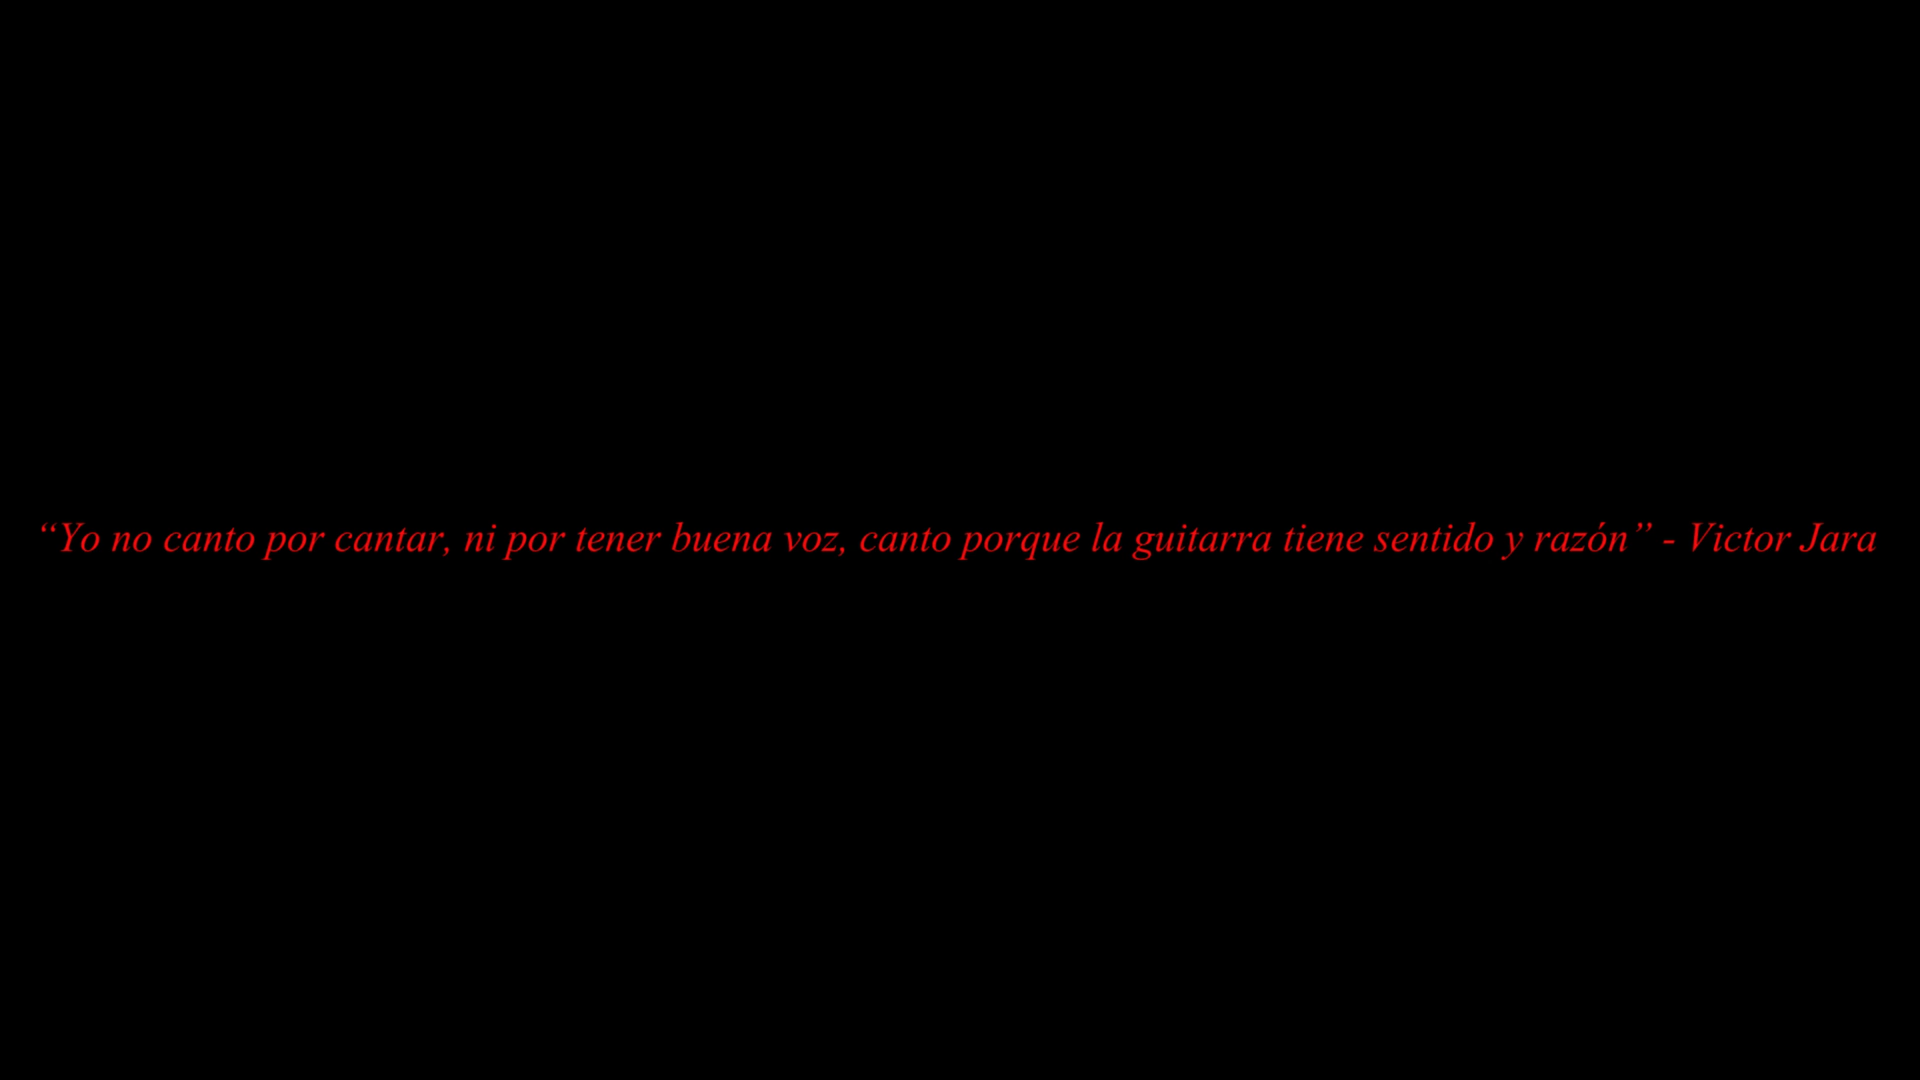 “Yo no canto por cantar, ni por tener buena voz, canto porque la guitarra tiene sentido y razón” - Victor Jara